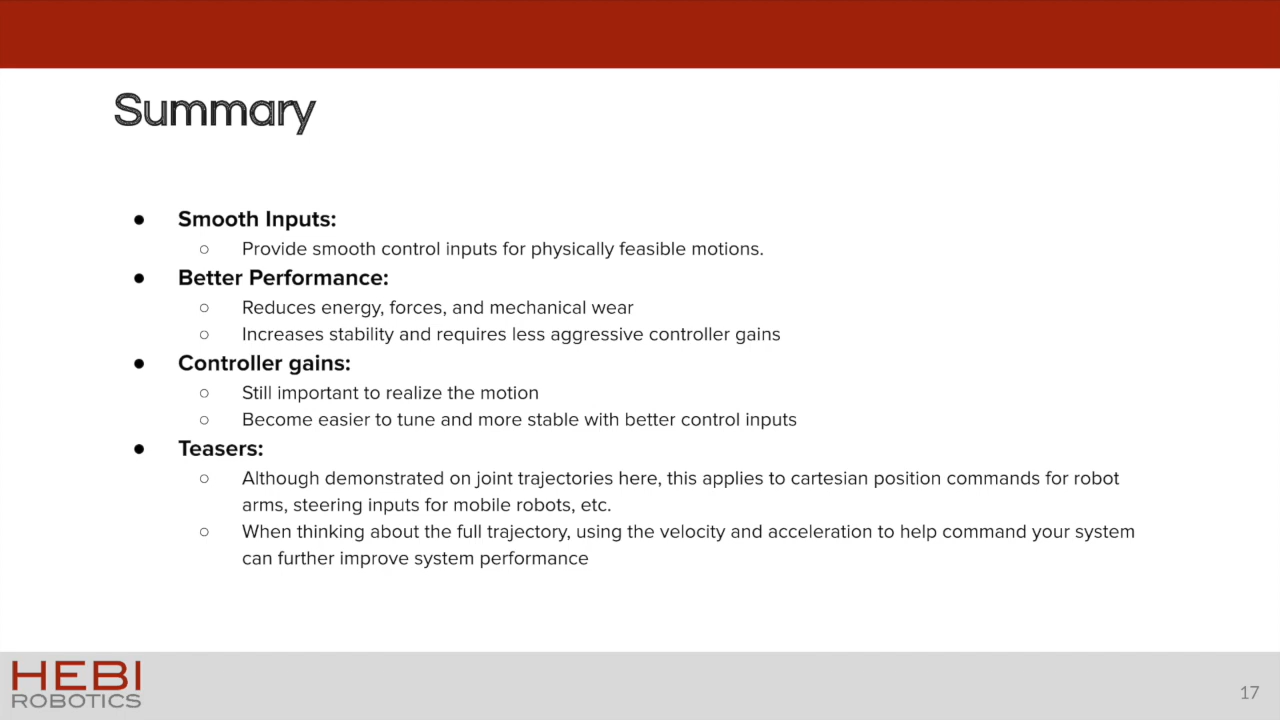 Summary
● Smooth Inputs:
○ Provide smooth control inputs for physically feasible motions.
● Better Performance:
○ Reduces energy, forces, and mechanical wear
○ Increases stability and requires less aggressive controller gains
● Controller gains:
○ Still important to realize the motion
○ Become easier to tune and more stable with better control inputs
● Teasers:
○ Although demonstrated on joint trajectories here, this applies to cartesian position commands for robot
arms, steering inputs for mobile robots, etc.
○ When thinking about the full trajectory, using the velocity and acceleration to help command your system
can further improve system performance
HEBI
ROBOTICS
17